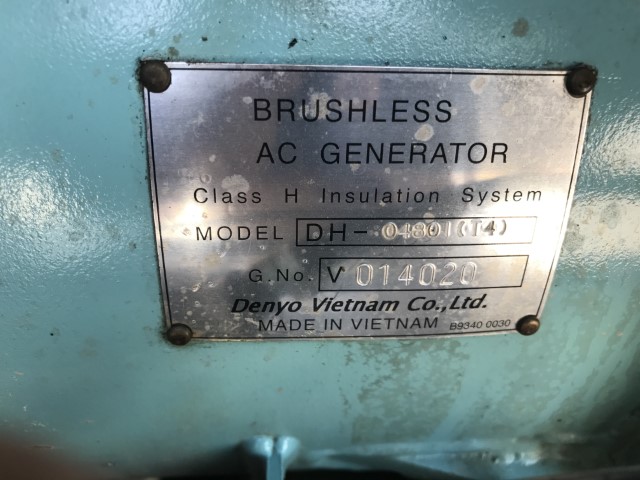 BRUSHLESS
AC GENERATOR
Class H Insulation System
MODEL DH-0480I(T4)
G.No. V 014020
Denyo Vietnam Co.,Ltd.
MADE IN VIETNAM B9340 0030